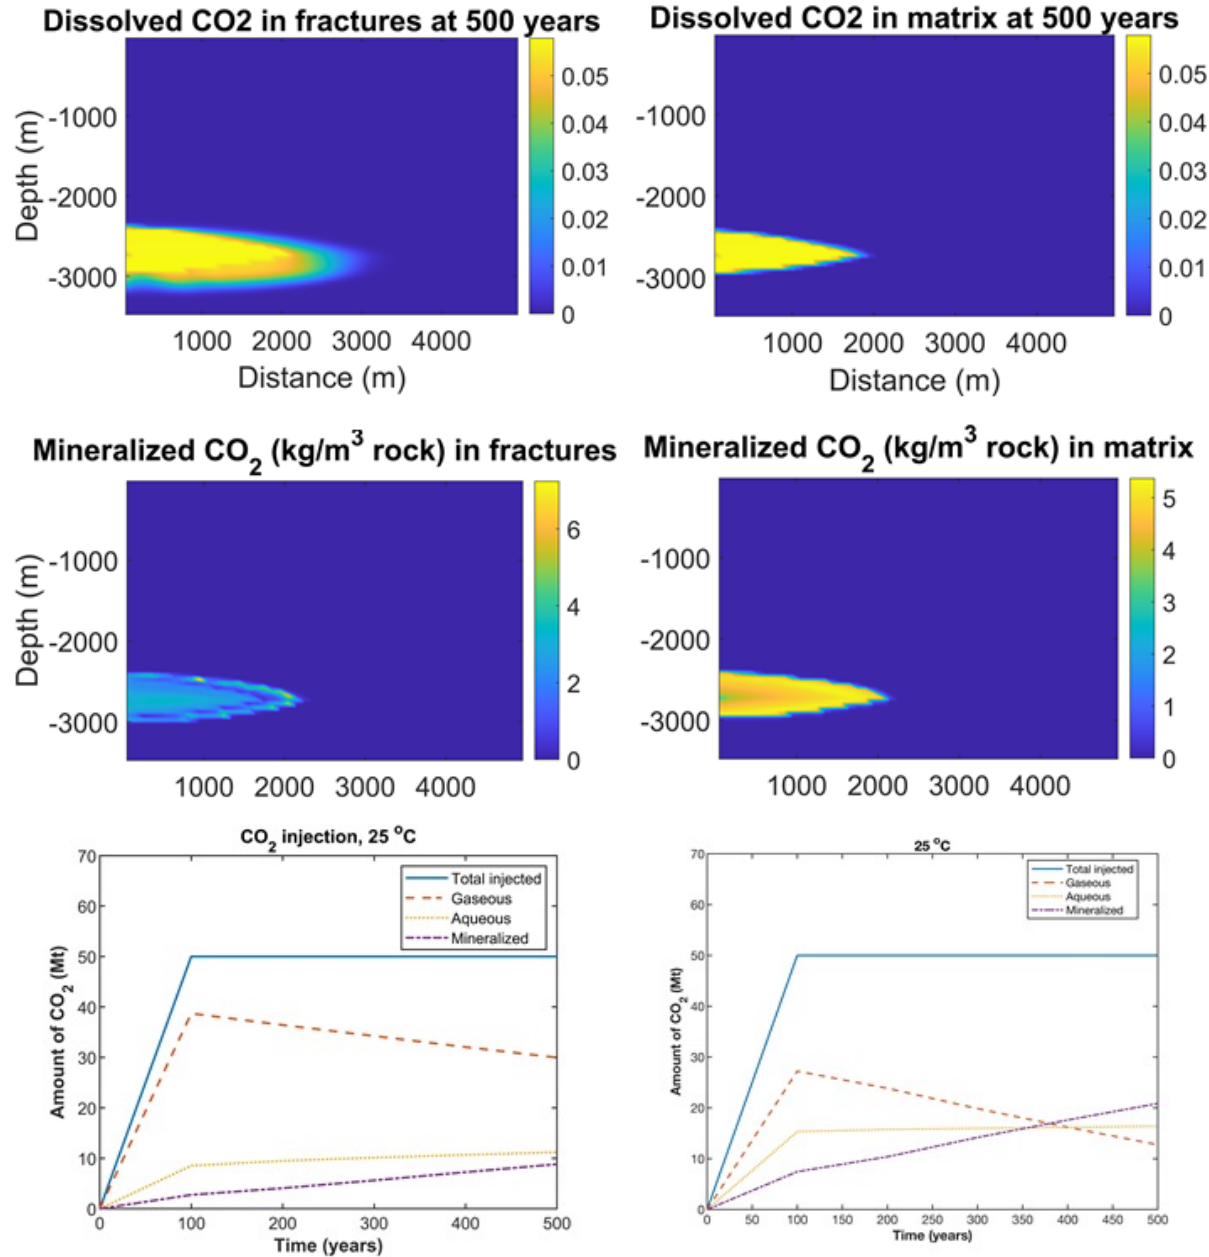 Dissolved CO2 in fractures at 500 years
0.05
0.04
0.03
0.02
0.01
0
-1000
-2000
-3000
Depth (m)
1000 2000 3000 4000
Distance (m)
Dissolved CO2 in matrix at 500 years
0.05
0.04
0.03
0.02
0.01
0
-1000
-2000
-3000
1000 2000 3000 4000
Distance (m)
Mineralized CO2 (kg/m3 rock) in fractures
6
4
2
0
-1000
-2000
-3000
Depth (m)
1000 2000 3000 4000
Mineralized CO2 (kg/m3 rock) in matrix
5
4
3
2
1
0
-1000
-2000
-3000
1000 2000 3000 4000
CO2 injection, 25 °C
70
60
50
40
30
20
10
0
Amount of CO2 (Mt)
Total injected
Gaseous
Aqueous
Mineralized
0 100 200 300 400 500
Time (years)
25 °C
70
60
50
40
30
20
10
0
Amount of CO2 (Mt)
Total injected
Gaseous
Aqueous
Mineralized
0 50 100 150 200 250 300 350 400 450 500
Time (years)